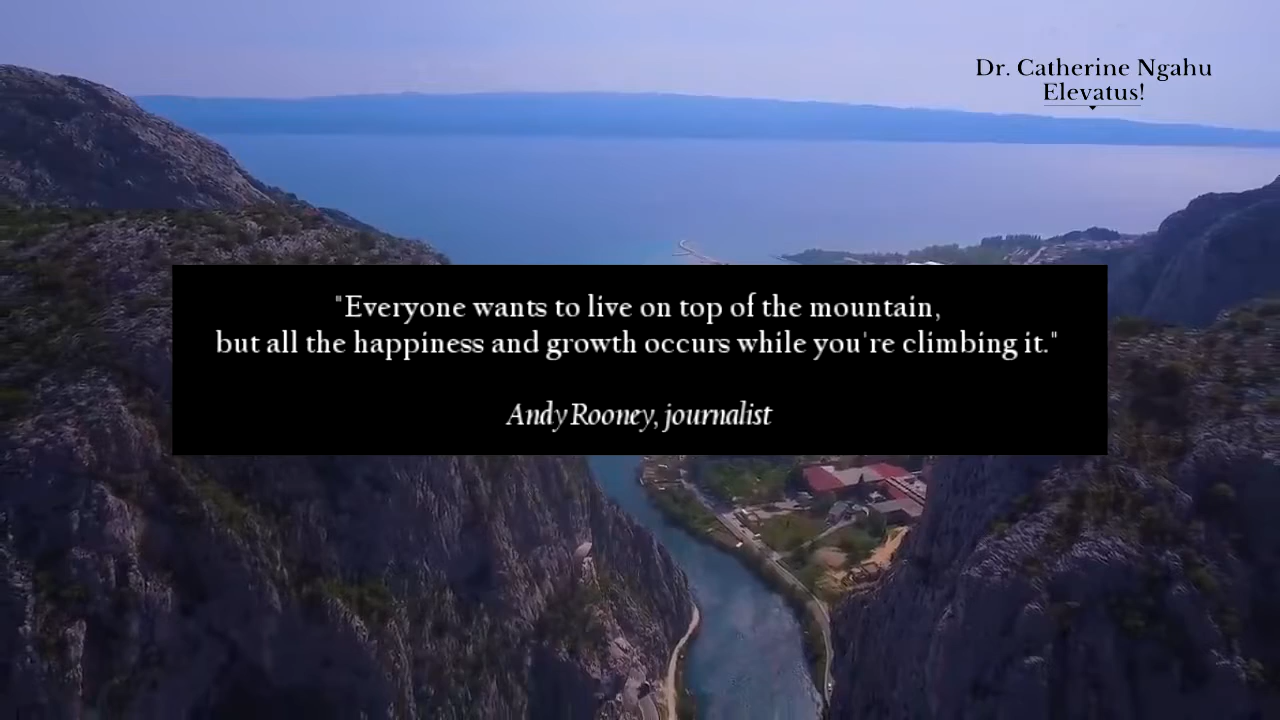 Dr. Catherine Ngahu
Elevatus!
"Everyone wants to live on top of the mountain,
but all the happiness and growth occurs while you're climbing it."
Andy Rooney, journalist